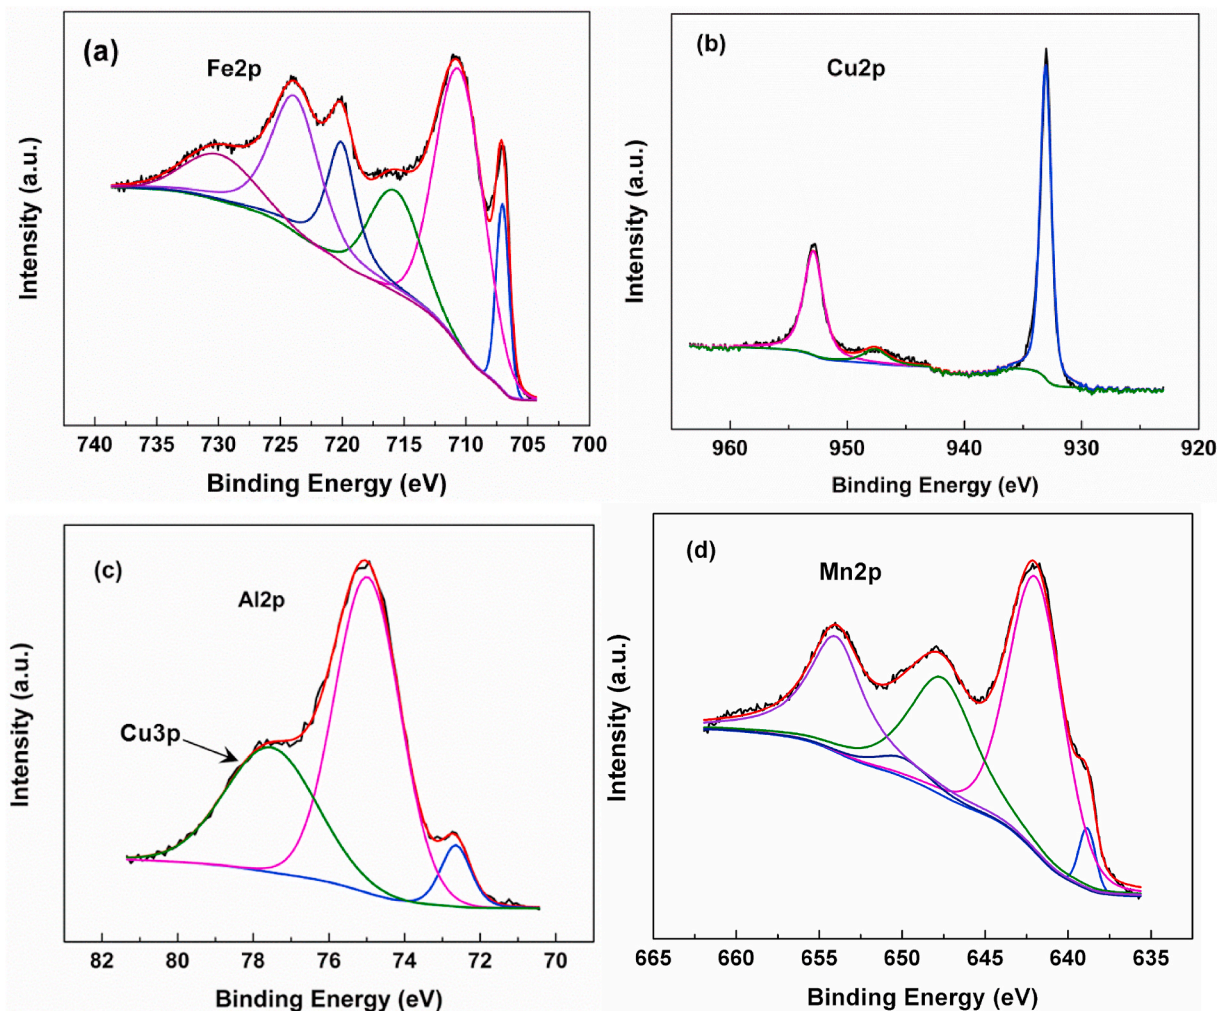 (a)
Fe2p
Intensity (a.u.)
740 735 730 725 720 715 710 705 700
Binding Energy (eV)
(b)
Cu2p
Intensity (a.u.)
960 950 940 930 920
Binding Energy (eV)
(c)
Al2p
Cu3p
Intensity (a.u.)
82 80 78 76 74 72 70
Binding Energy (eV)
(d)
Mn2p
Intensity (a.u.)
665 660 655 650 645 640 635
Binding Energy (eV)